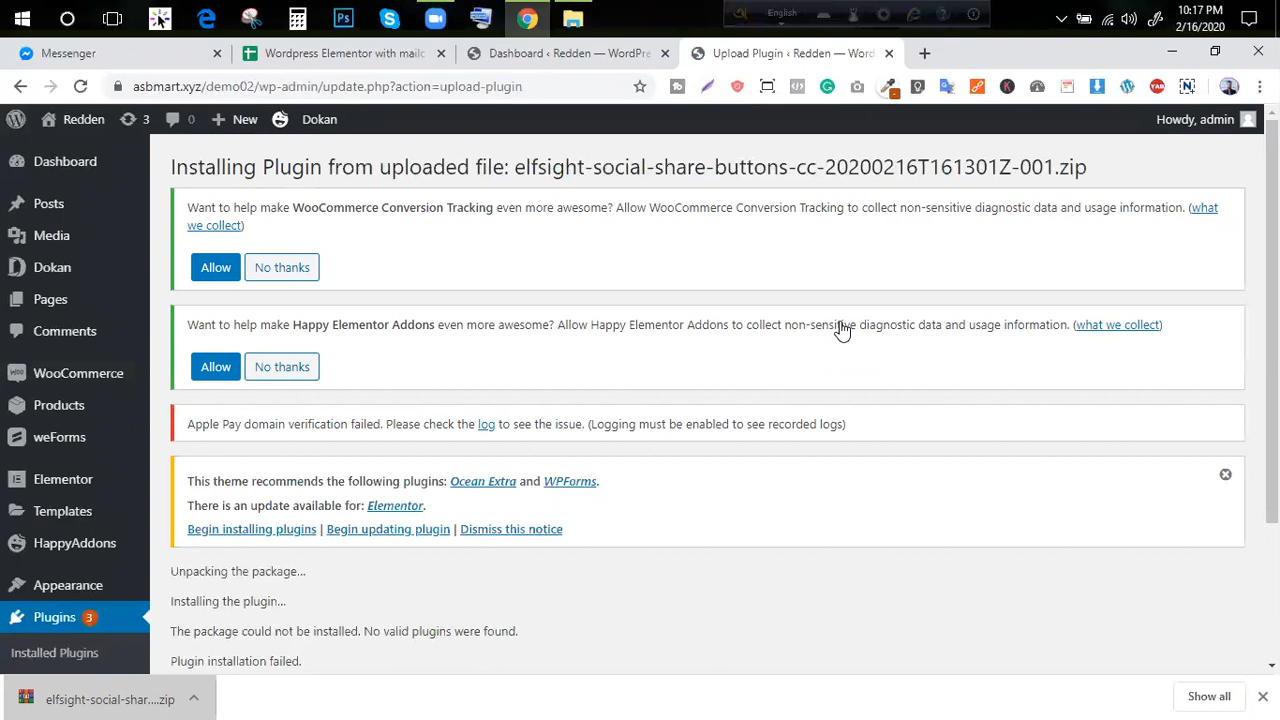 English
10:17 PM
2/16/2020
Messenger
Wordpress Elementor with mailc
Dashboard ‹ Redden — WordPre
Upload Plugin ‹ Redden — Word
asbmart.xyz/demo02/wp-admin/update.php?action=upload-plugin
Redden
3
0
New
Dokan
Howdy, admin
Dashboard
Posts
Media
Dokan
Pages
Comments
WooCommerce
Products
weForms
Elementor
Templates
HappyAddons
Appearance
Plugins 3
Installed Plugins
Installing Plugin from uploaded file: elfsight-social-share-buttons-cc-20200216T161301Z-001.zip
Want to help make WooCommerce Conversion Tracking even more awesome? Allow WooCommerce Conversion Tracking to collect non-sensitive diagnostic data and usage information. (what
we collect)
Allow
No thanks
Want to help make Happy Elementor Addons even more awesome? Allow Happy Elementor Addons to collect non-sensitive diagnostic data and usage information. (what we collect)
Allow
No thanks
Apple Pay domain verification failed. Please check the log to see the issue. (Logging must be enabled to see recorded logs)
This theme recommends the following plugins: Ocean Extra and WPForms.
There is an update available for: Elementor.
Begin installing plugins | Begin updating plugin | Dismiss this notice
Unpacking the package...
Installing the plugin...
The package could not be installed. No valid plugins were found.
Plugin installation failed.
elfsight-social-shar....zip
Show all